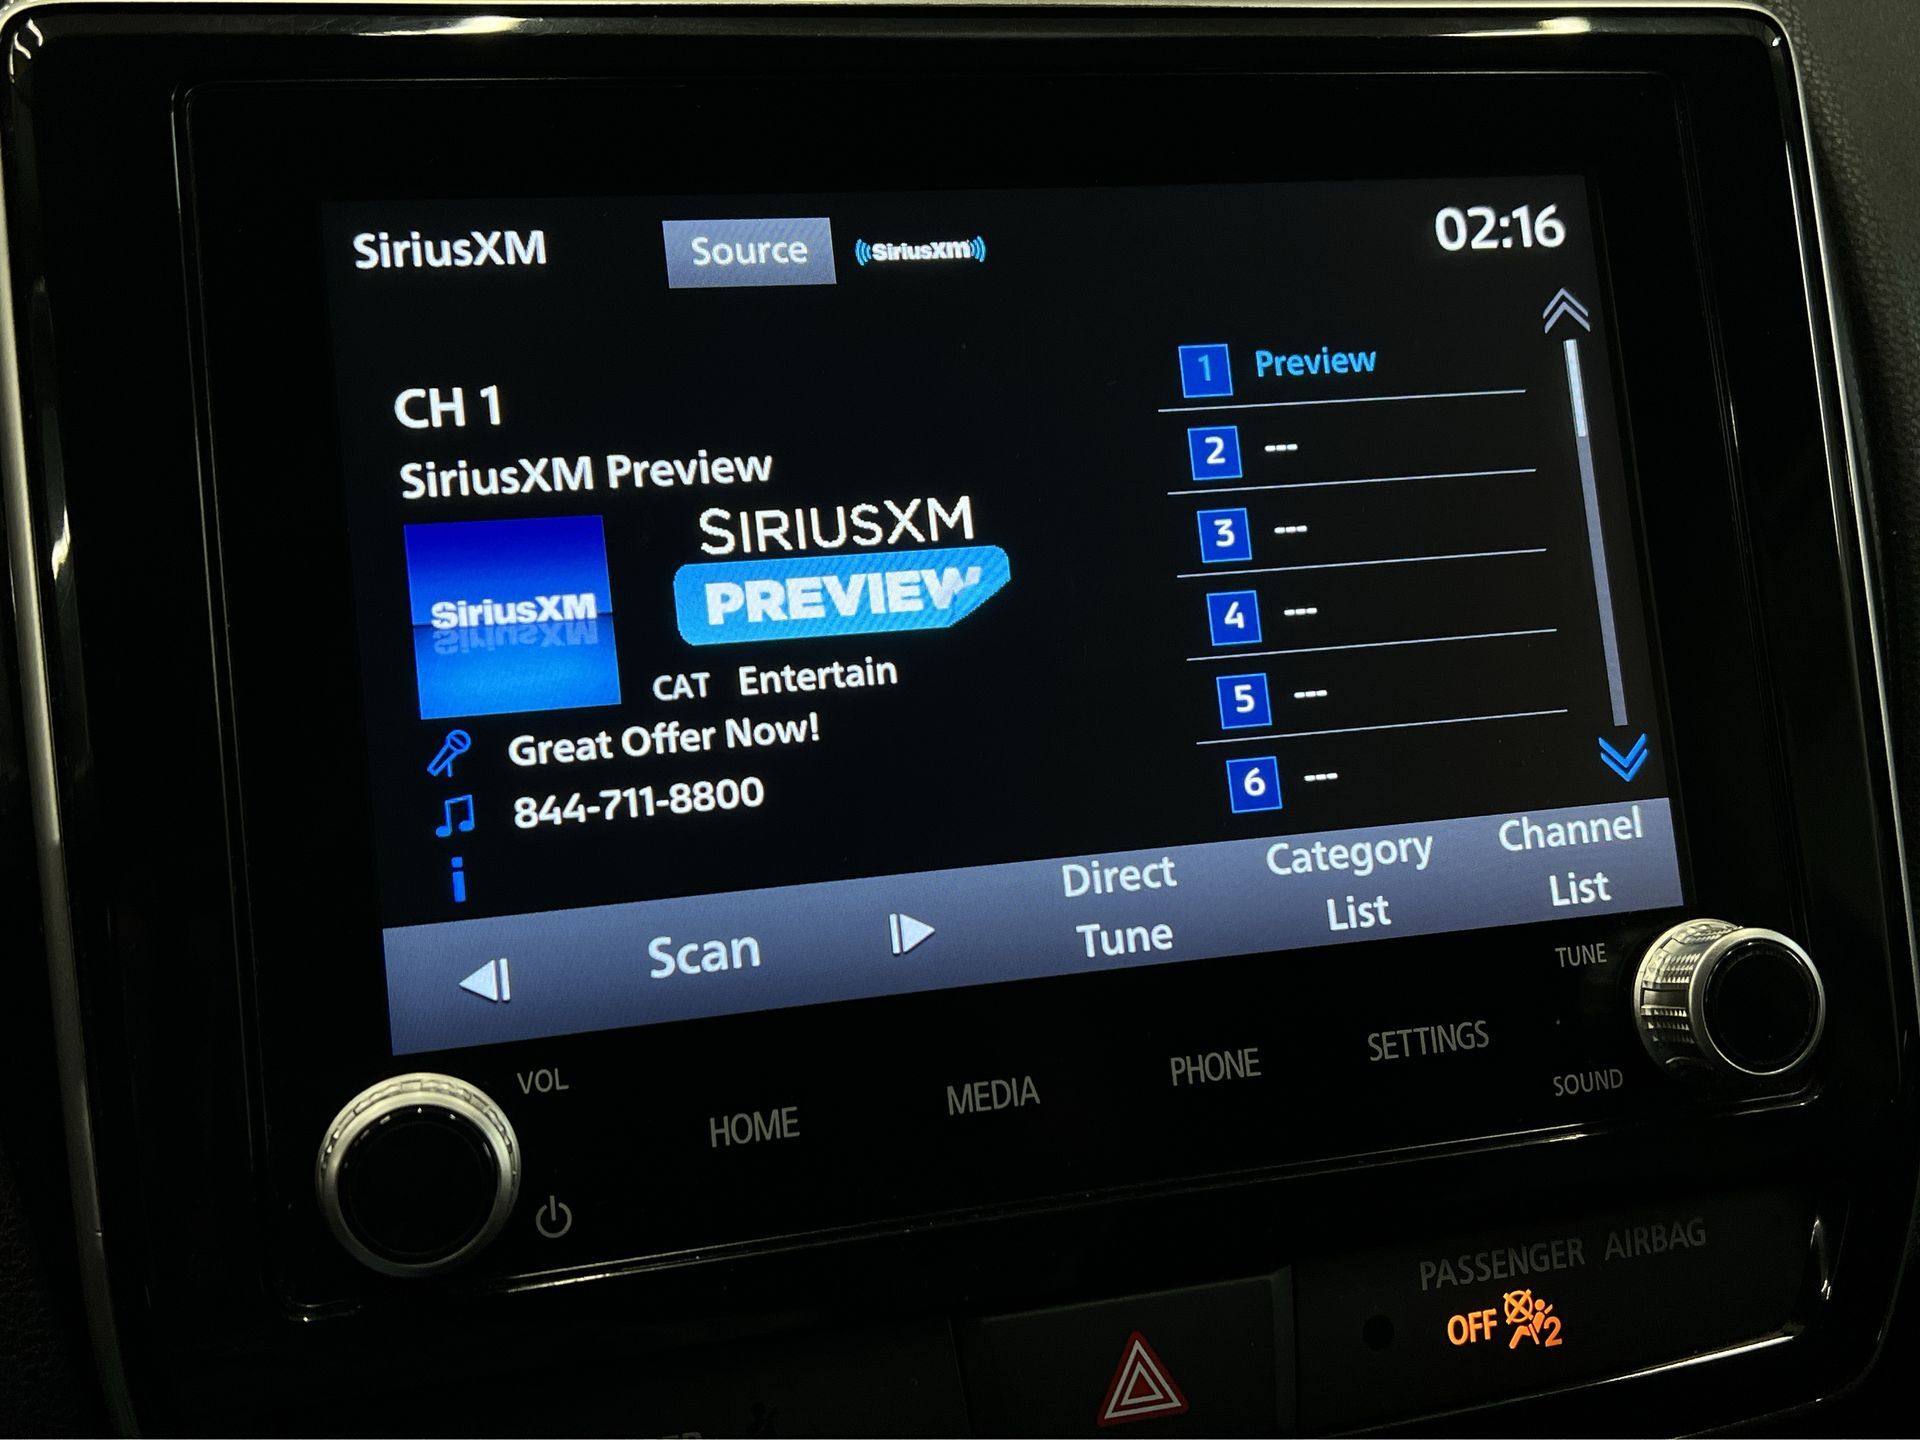 SiriusXM
Source
SiriusXM
02:16
CH 1
SiriusXM Preview
SiriusXM
SIRIUSXM
PREVIEW
CAT Entertain
Great Offer Now!
844-711-8800
1 Preview
2 ---
3 ---
4 ---
5 ---
6 ---
Scan
Direct
Tune
Category
List
Channel
List
VOL
HOME
MEDIA
PHONE
SETTINGS
TUNE
SOUND
PASSENGER AIRBAG
OFF 2